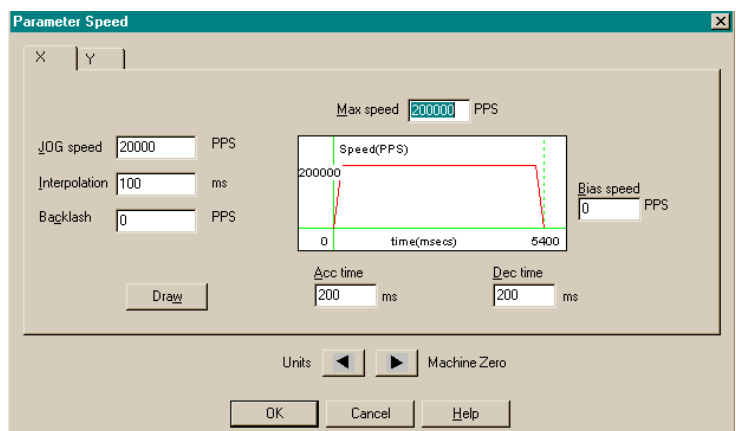 Parameter Speed
X Y
Max speed 200000 PPS
JOG speed 20000 PPS
Interpolation 100 ms
Backlash 0 PPS
Speed(PPS)
200000
0 time(msecs) 5400
Bias speed
0 PPS
Acc time
200 ms
Dec time
200 ms
Draw
Units Machine Zero
OK Cancel Help